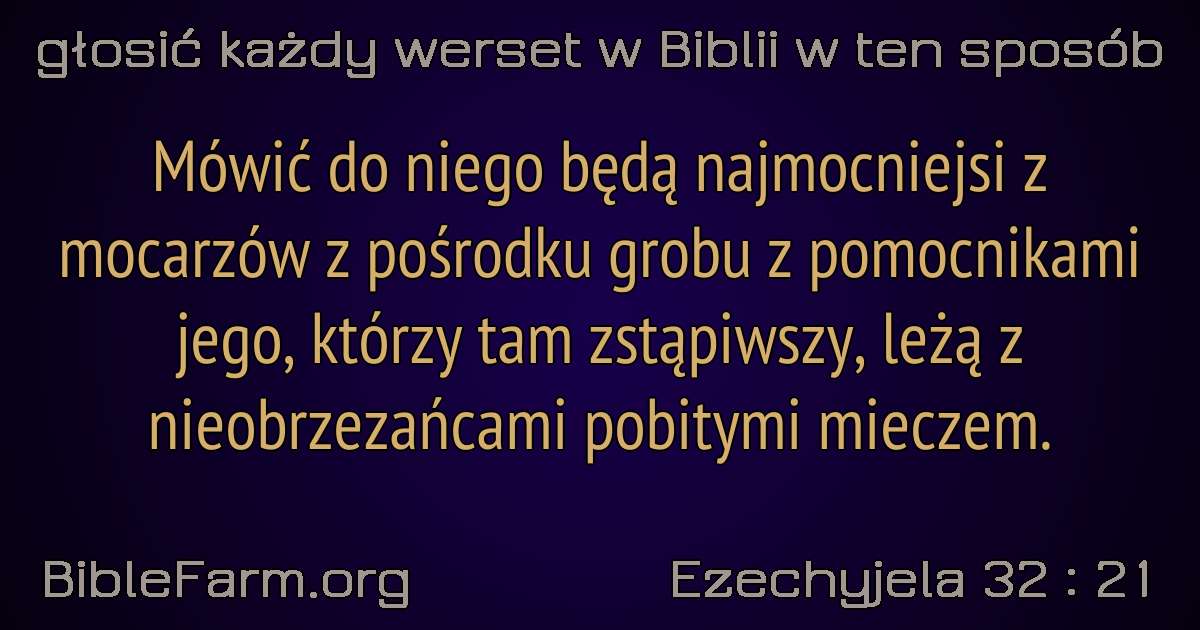 głosić każdy werset w Biblii w ten sposób
Mówić do niego będą najmocniejsi z
mocarzów z pośrodku grobu z pomocnikami
jego, którzy tam zstąpiwszy, leżą z
nieobrzezańcami pobitymi mieczem.
BibleFarm.org
Ezechyjela 32 : 21